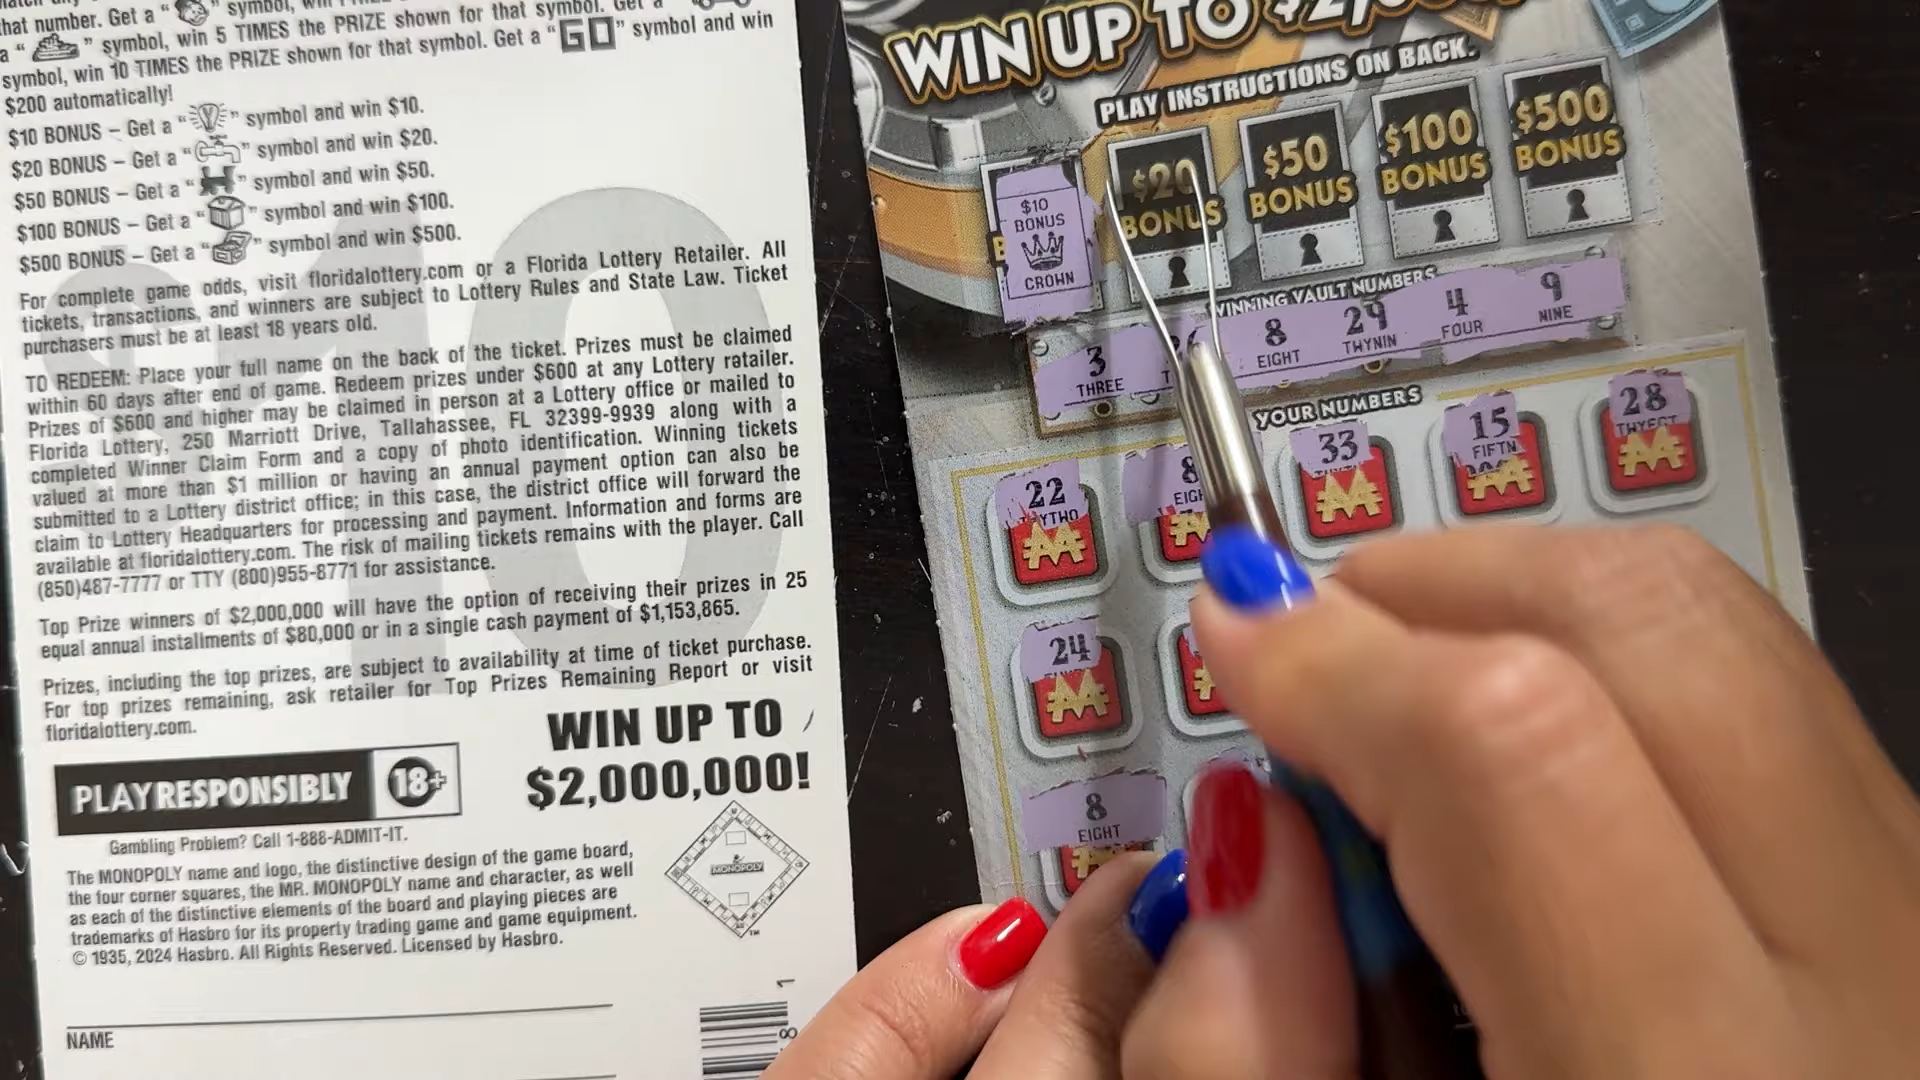 that number. Get a "
" symbol, win
a "
" symbol, win 5 TIMES the PRIZE shown for that symbol. Get a "
symbol, win 10 TIMES the PRIZE shown for that symbol. Get a "GO" symbol and win
$200 automatically!
$10 BONUS – Get a "
" symbol and win $10.
$20 BONUS – Get a "
" symbol and win $20.
$50 BONUS – Get a "
" symbol and win $50.
$100 BONUS – Get a "
" symbol and win $100.
$500 BONUS – Get a "
" symbol and win $500.
For complete game odds, visit floridalottery.com or a Florida Lottery Retailer. All
tickets, transactions, and winners are subject to Lottery Rules and State Law. Ticket
purchasers must be at least 18 years old.
TO REDEEM: Place your full name on the back of the ticket. Prizes must be claimed
within 60 days after end of game. Redeem prizes under $600 at any Lottery retailer.
Prizes of $600 and higher may be claimed in person at a Lottery office or mailed to
Florida Lottery, 250 Marriott Drive, Tallahassee, FL 32399-9939 along with a
completed Winner Claim Form and a copy of photo identification. Winning tickets
valued at more than $1 million or having an annual payment option can also be
submitted to a Lottery district office; in this case, the district office will forward the
claim to Lottery Headquarters for processing and payment. Information and forms are
available at floridalottery.com. The risk of mailing tickets remains with the player. Call
(850)487-7777 or TTY (800)955-8771 for assistance.
Top Prize winners of $2,000,000 will have the option of receiving their prizes in 25
equal annual installments of $80,000 or in a single cash payment of $1,153,865.
Prizes, including the top prizes, are subject to availability at time of ticket purchase.
For top prizes remaining, ask retailer for Top Prizes Remaining Report or visit
floridalottery.com.
WIN UP TO
$2,000,000!
PLAY RESPONSIBLY 18+
Gambling Problem? Call 1-888-ADMIT-IT.
The MONOPOLY name and logo, the distinctive design of the game board,
the four corner squares, the MR. MONOPOLY name and character, as well
as each of the distinctive elements of the board and playing pieces are
trademarks of Hasbro for its property trading game and game equipment.
© 1935, 2024 Hasbro. All Rights Reserved. Licensed by Hasbro.
MONOPOLY
TM
NAME
1
8
WIN UP TO
PLAY INSTRUCTIONS ON BACK.
$10
BONUS
CROWN
$20
BONUS
$50
BONUS
$100
BONUS
$500
BONUS
WINNING VAULT NUMBERS
3 8 29 4 9
THREE EIGHT TWYNIN FOUR NINE
YOUR NUMBERS
22 8 33 15 28
FIFTN
24
8
EIGHT